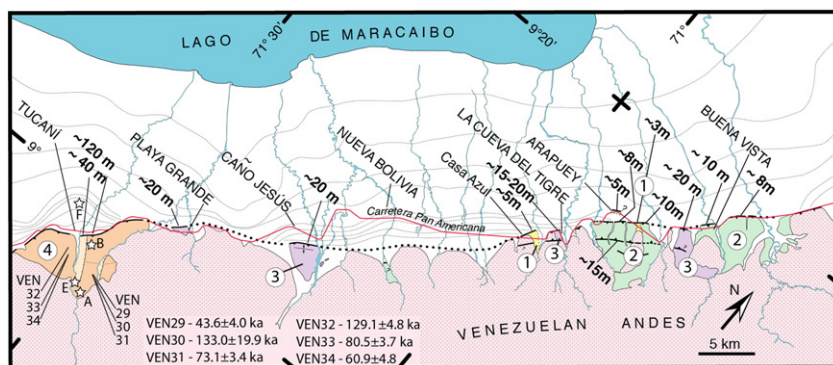 LAGO DE MARACAIBO
71° 30'
9° 20'
71°
9°
TUCANÍ
~120 m
~40 m
PLAYA GRANDE
~20 m
CAÑO JESÚS
~20 m
NUEVA BOLIVIA
Carretera Pan Americana
Casa Azul
LA CUEVA DEL TIGRE
~15-20m
~5m
ARAPUEY
~5m
~8m
~3m
1
~10m
~20 m
~10 m
BUENA VISTA
~8m
F
B
4
E
A
VEN
32
33
34
VEN
29
30
31
3
1
3
2
~15m
3
2
VEN29 - 43.6±4.0 ka
VEN30 - 133.0±19.9 ka
VEN31 - 73.1±3.4 ka
VEN32 - 129.1±4.8 ka
VEN33 - 80.5±3.7 ka
VEN34 - 60.9±4.8
VENEZUELAN ANDES
N
5 km